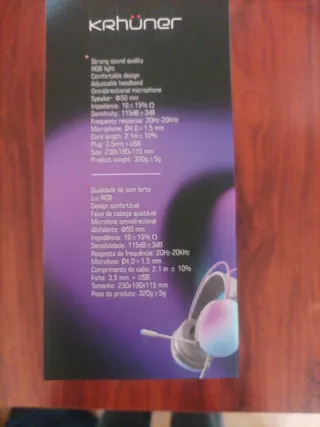 KRHÜNER
Strong sound quality
RGB light
Comfortable design
Adjustable headband
Omnidirectional microphone
Speaker: Φ50 mm
Impedance: 16±15% Ω
Sensitivity: 115dB±3dB
Frequency response: 20Hz-20KHz
Microphone: Ø4,0×1.5 mm
Cord length: 2.1m±10%
Plug: 3.5mm+USB
Size: 230x190x115 mm
Product weight: 320g±5g
Qualidade de som forte
Luz RGB
Design confortável
Faixa de cabeça ajustável
Microfone omnidirecional
Altifalante: Φ50mm
Impedância: 16±15% Ω
Sensibilidade: 115dB±3dB
Resposta de frequência: 20Hz-20KHz
Microfone: Ø4,0×1.5 mm
Comprimento do cabo: 2.1 m ± 10%
Ficha: 3.5 mm + USB
Tamanho: 230x190x115 mm
Peso do produto: 320g±5g